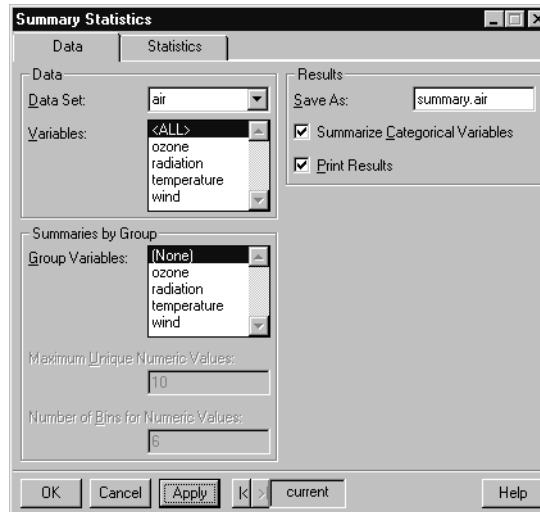 Summary Statistics
Data Statistics
Data
Data Set: air
Variables: <ALL>
ozone
radiation
temperature
wind
Results
Save As: summary.air
Summarize Categorical Variables
Print Results
Summaries by Group
Group Variables: (None)
ozone
radiation
temperature
wind
Maximum Unique Numeric Values:
10
Number of Bins for Numeric Values:
6
OK Cancel Apply current Help